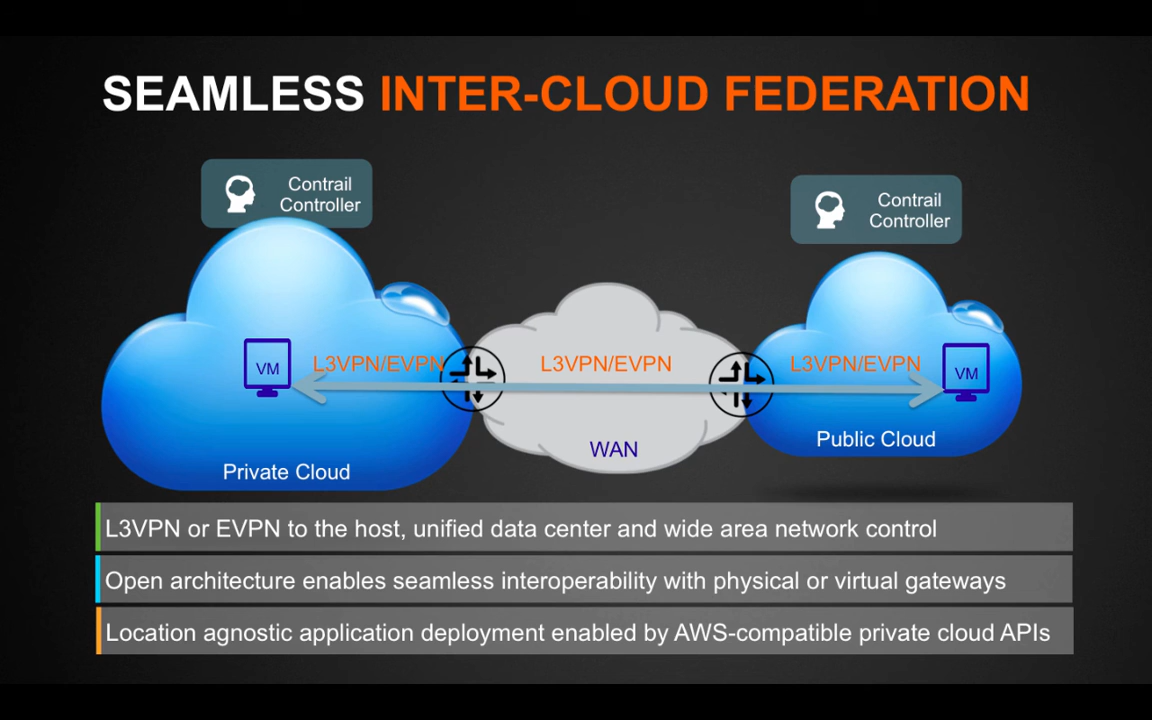 SEAMLESS INTER-CLOUD FEDERATION
Contrail
Controller
Contrail
Controller
VM
L3VPN/EVPN
L3VPN/EVPN
L3VPN/EVPN
VM
Private Cloud
WAN
Public Cloud
L3VPN or EVPN to the host, unified data center and wide area network control
Open architecture enables seamless interoperability with physical or virtual gateways
Location agnostic application deployment enabled by AWS-compatible private cloud APIs